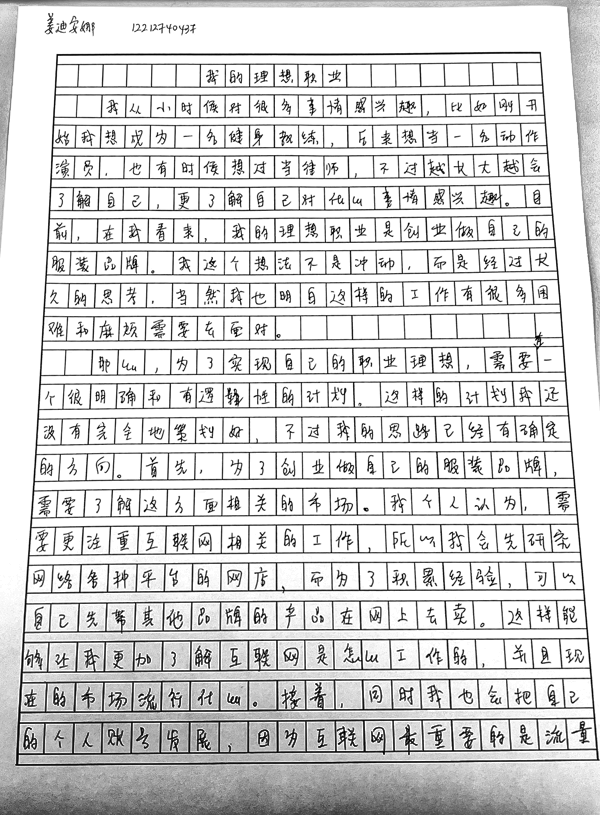 姜迪安娜 12212740437
我的理想职业
我从小时候对很多事情感兴趣，比如刚开
始我想成为一名健身教练，后来想当一名动作
演员，也有时候想过当律师，不过越长大越会
了解自己，更了解自己对什么事情感兴趣。目
前，在我看来，我的理想职业是创业做自己的
服装品牌。我这个想法不是冲动，而是经过长
久的思考，当然我也明白这样的工作有很多困
难和麻烦需要去面对。
那么，为了实现自己的职业理想，需要一
个很明确和有逻辑性的计划。这样的计划我还
没有完全地策划好，不过我的思路已经有确定
的方向。首先，为了创业做自己的服装品牌，
需要了解这方面相关的市场。我个人认为，需
要更注重互联网相关的工作，所以我会先研究
网络各种平台的网店，而为了积累经验，可以
自己先帮其他品牌的产品在网上去卖。这样能
够让我更加了解互联网是怎么工作的，并且现
在的市场流行什么。接着，同时我也会把自己
的个人账号发展，因为互联网最重要的是流量